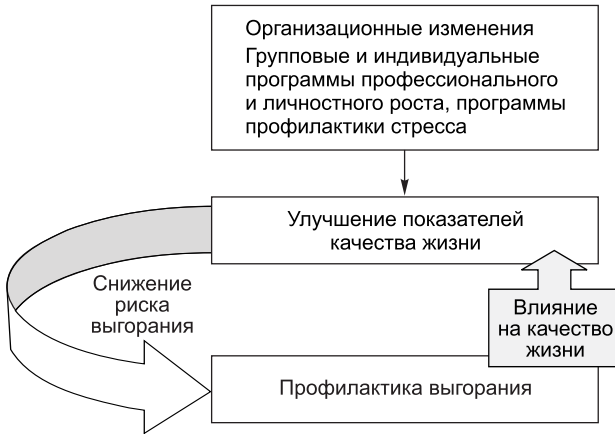 Организационные изменения
Групповые и индивидуальные
программы профессионального
и личностного роста, программы
профилактики стресса
Улучшение показателей
качества жизни
Снижение
риска
выгорания
Влияние
на качество
жизни
Профилактика выгорания